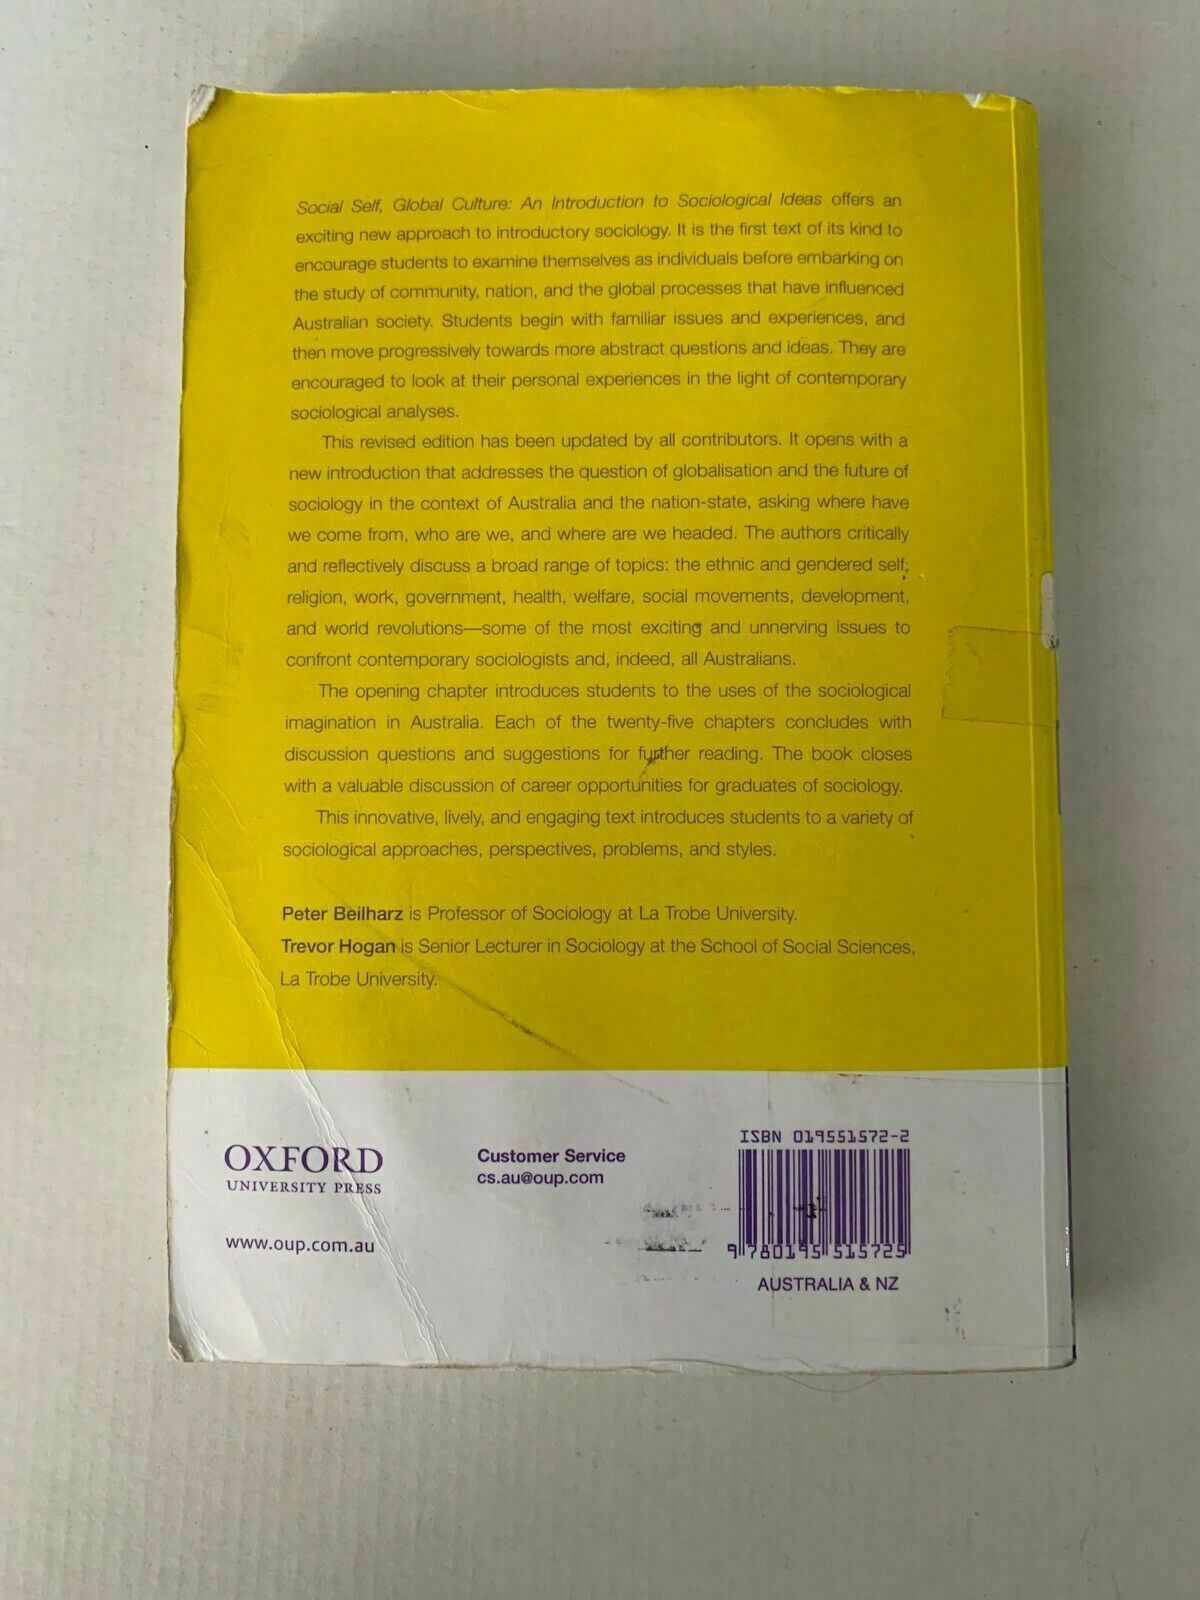 Social Self, Global Culture: An Introduction to Sociological Ideas offers an
exciting new approach to introductory sociology. It is the first text of its kind to
encourage students to examine themselves as individuals before embarking on
the study of community, nation, and the global processes that have influenced
Australian society. Students begin with familiar issues and experiences, and
then move progressively towards more abstract questions and ideas. They are
encouraged to look at their personal experiences in the light of contemporary
sociological analyses.
This revised edition has been updated by all contributors. It opens with a
new introduction that addresses the question of globalisation and the future of
sociology in the context of Australia and the nation-state, asking where have
we come from, who are we, and where are we headed. The authors critically
and reflectively discuss a broad range of topics: the ethnic and gendered self;
religion, work, government, health, welfare, social movements, development,
and world revolutions—some of the most exciting and unnerving issues to
confront contemporary sociologists and, indeed, all Australians.
The opening chapter introduces students to the uses of the sociological
imagination in Australia. Each of the twenty-five chapters concludes with
discussion questions and suggestions for further reading. The book closes
with a valuable discussion of career opportunities for graduates of sociology.
This innovative, lively, and engaging text introduces students to a variety of
sociological approaches, perspectives, problems, and styles.
Peter Beilharz is Professor of Sociology at La Trobe University.
Trevor Hogan is Senior Lecturer in Sociology at the School of Social Sciences,
La Trobe University.
OXFORD
UNIVERSITY PRESS
www.oup.com.au
Customer Service
cs.au@oup.com
ISBN 019551572-2
9 780195 515725
AUSTRALIA & NZ